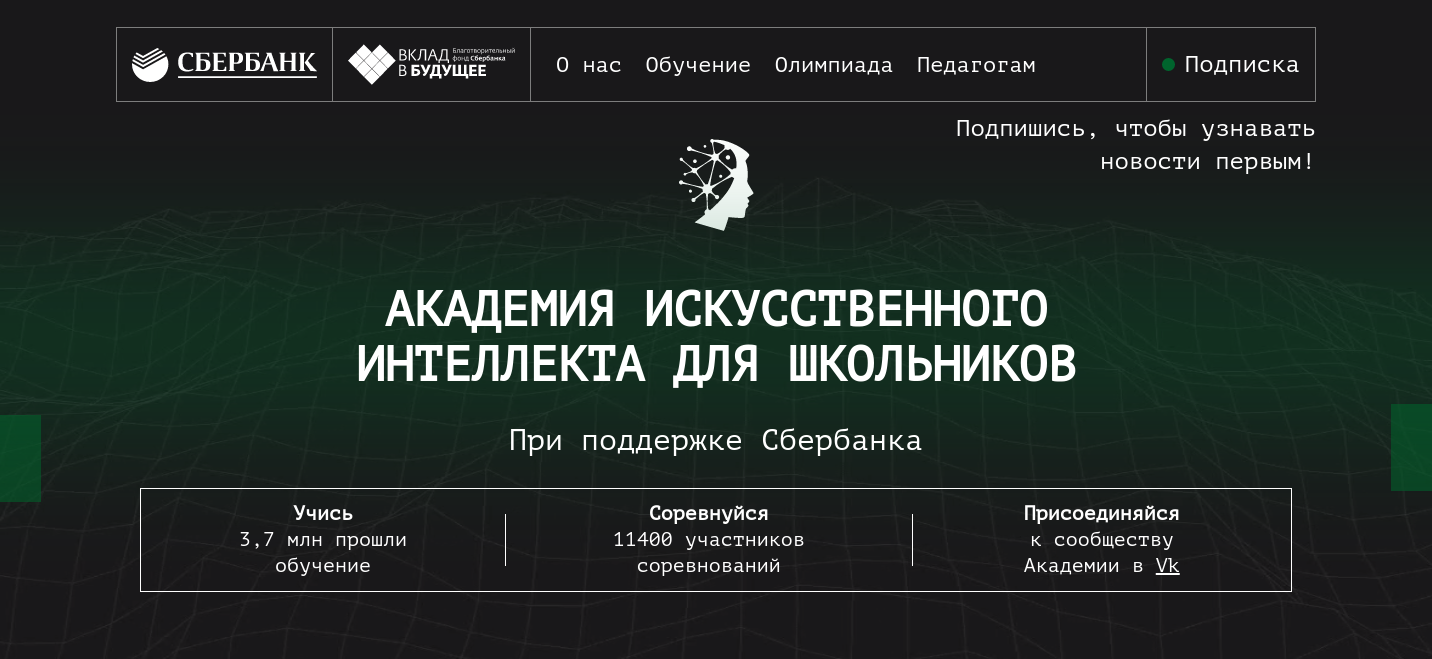 СБЕРБАНК
ВКЛАД
В БУДУЩЕЕ
Благотворительный
фонд Сбербанка
О нас Обучение Олимпиада Педагогам
Подписка
Подпишись, чтобы узнавать
новости первым!
АКАДЕМИЯ ИСКУССТВЕННОГО
ИНТЕЛЛЕКТА ДЛЯ ШКОЛЬНИКОВ
При поддержке Сбербанка
Учись
3,7 млн прошли
обучение
Соревнуйся
11400 участников
соревнований
Присоединяйся
к сообществу
Академии в Vk